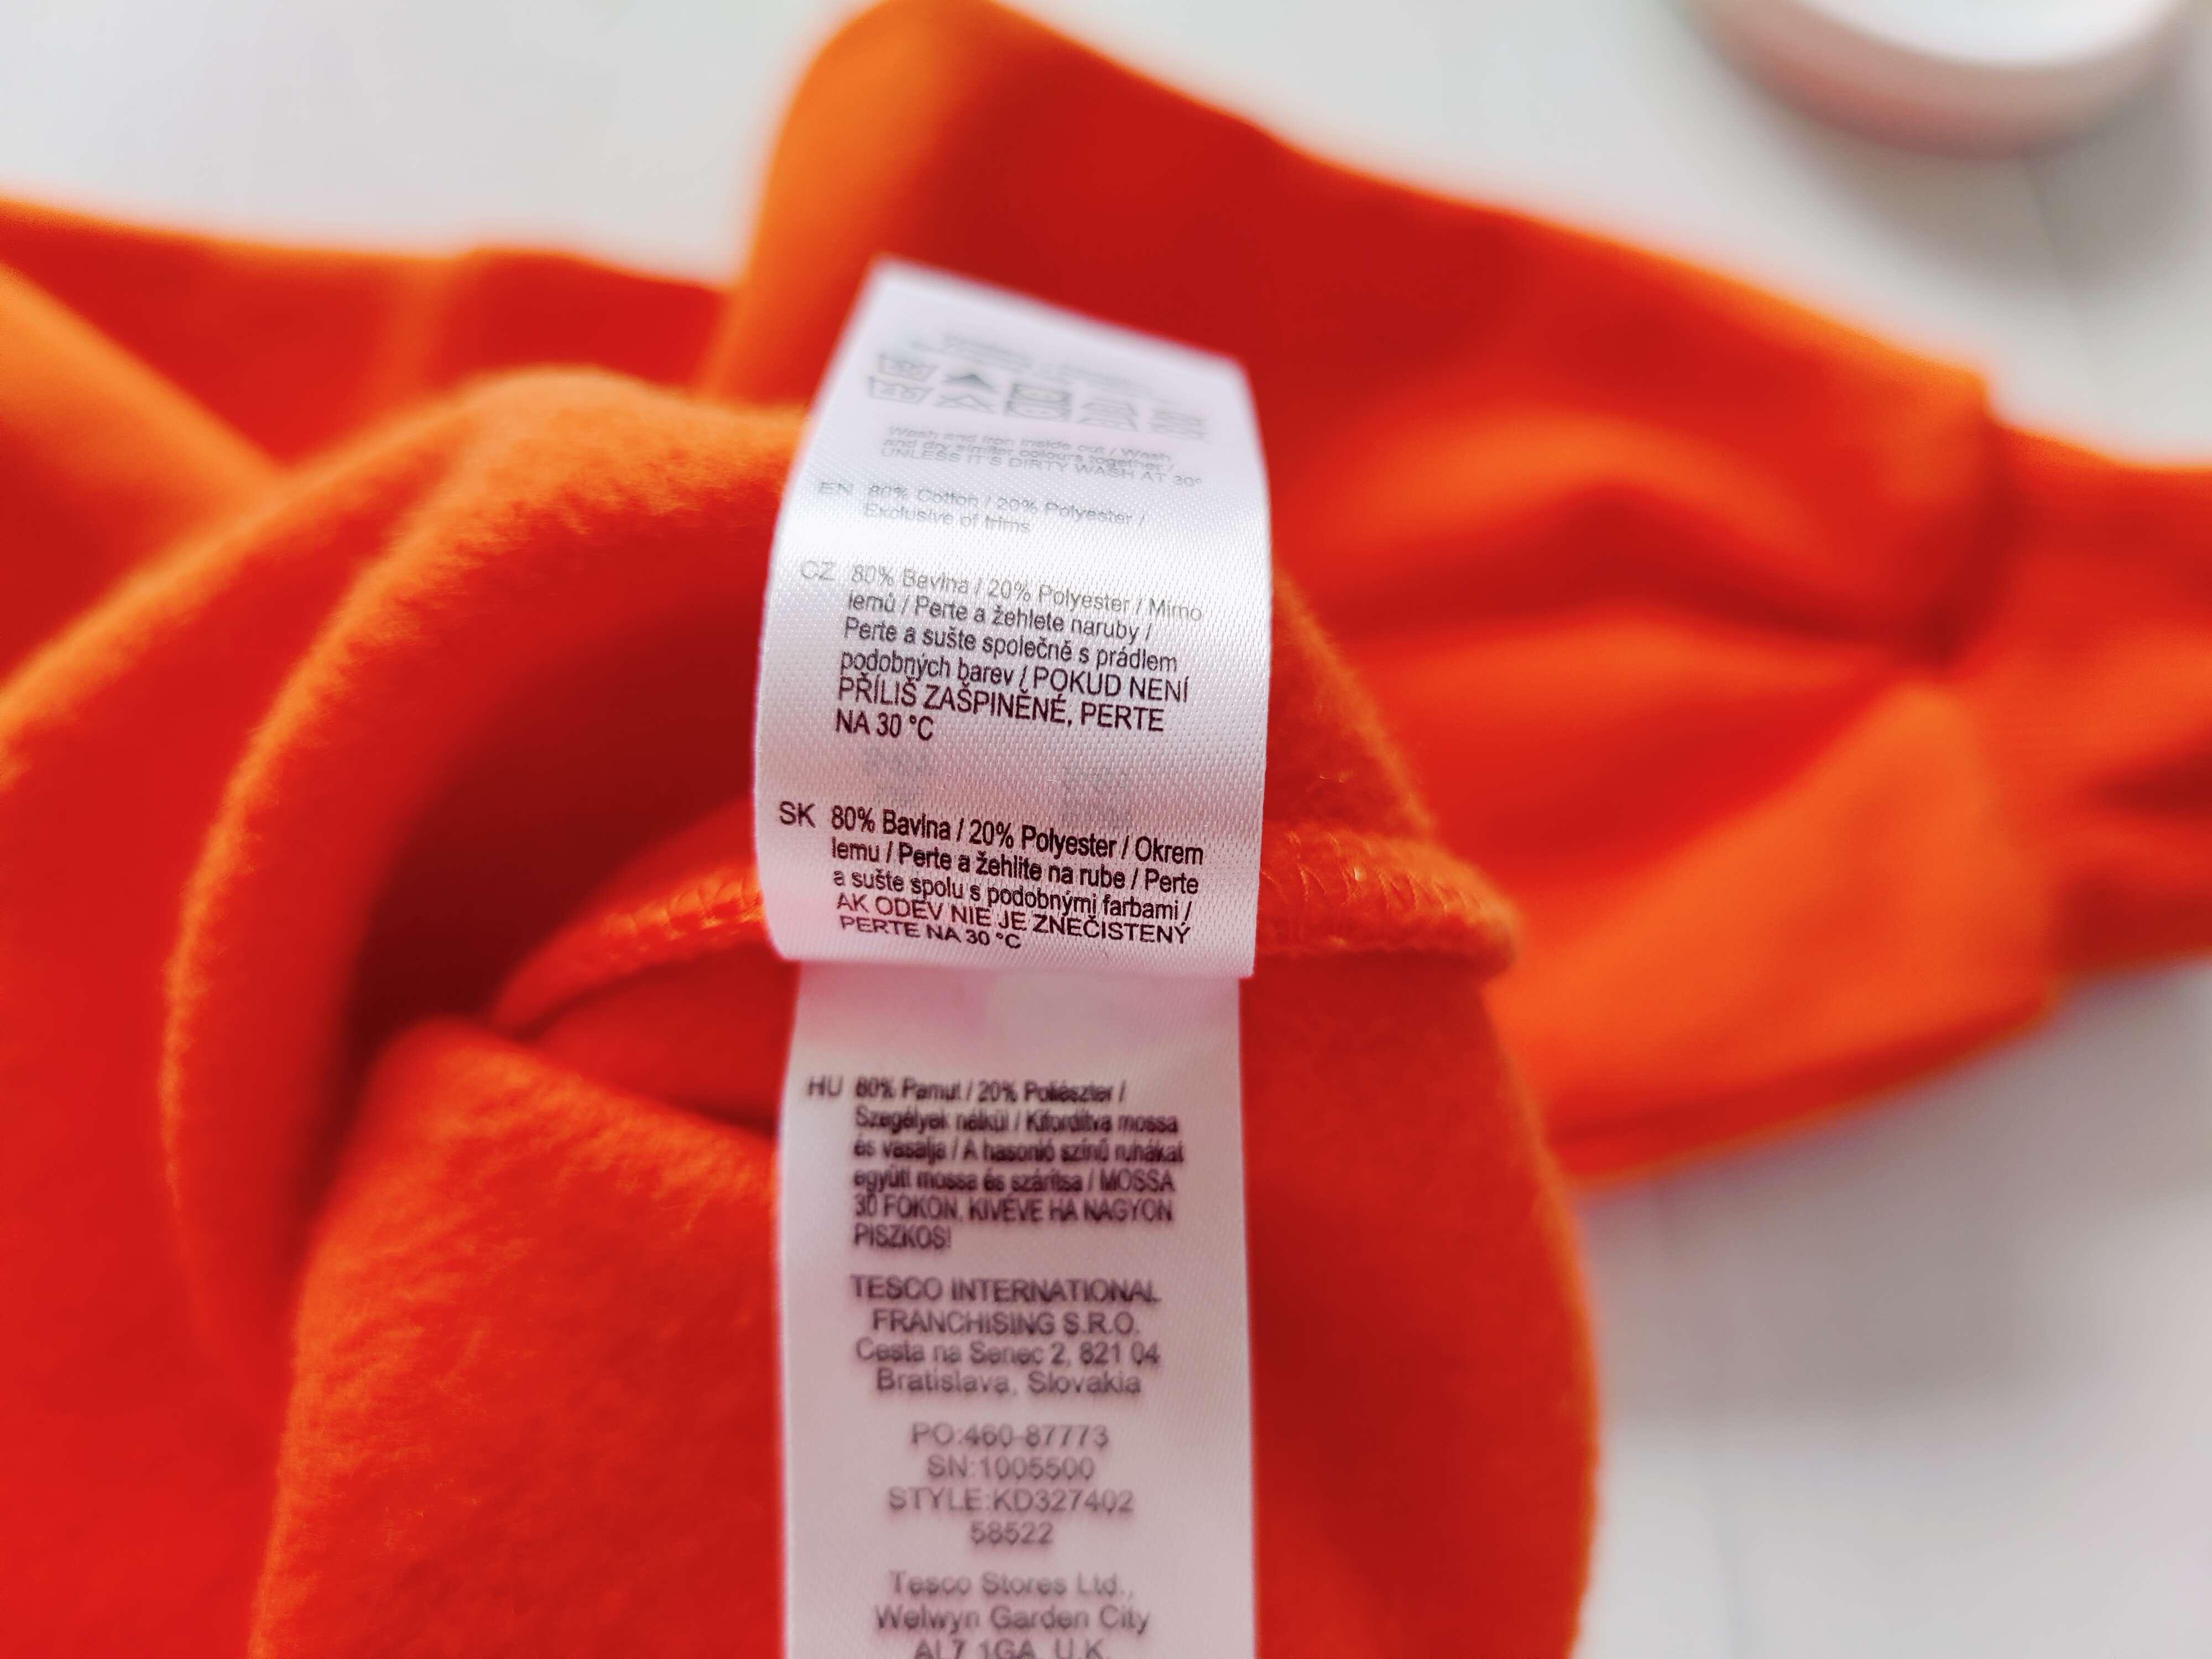 Wash and iron inside out / Wash
and dry similar colours together /
UNLESS IT'S DIRTY WASH AT 30°
EN 80% Cotton / 20% Polyester /
Exclusive of trims
CZ 80% Bavlna / 20% Polyester / Mimo
lemů / Perte a žehlete naruby /
Perte a sušte společně s prádlem
podobných barev / POKUD NENÍ
PŘÍLIŠ ZAŠPINĚNÉ, PERTE
NA 30 °C
SK 80% Bavlna / 20% Polyester / Okrem
lemu / Perte a žehlite na rube / Perte
a sušte spolu s podobnými farbami /
AK ODEV NIE JE ZNEČISTENÝ
PERTE NA 30 °C
HU 80% Pamut / 20% Poliészter /
Szegélyek nélkül / Kifordítva mossa
és vasalja / A hasonló színű ruhákat
együtt mossa és szárítsa / MOSSA
30 FOKON, KIVÉVE HA NAGYON
PISZKOS!
TESCO INTERNATIONAL
FRANCHISING S.R.O.
Cesta na Senec 2, 821 04
Bratislava, Slovakia
PO:460-87773
SN:1005500
STYLE:KD327402
58522
Tesco Stores Ltd.,
Welwyn Garden City
AL7 1GA, U.K.